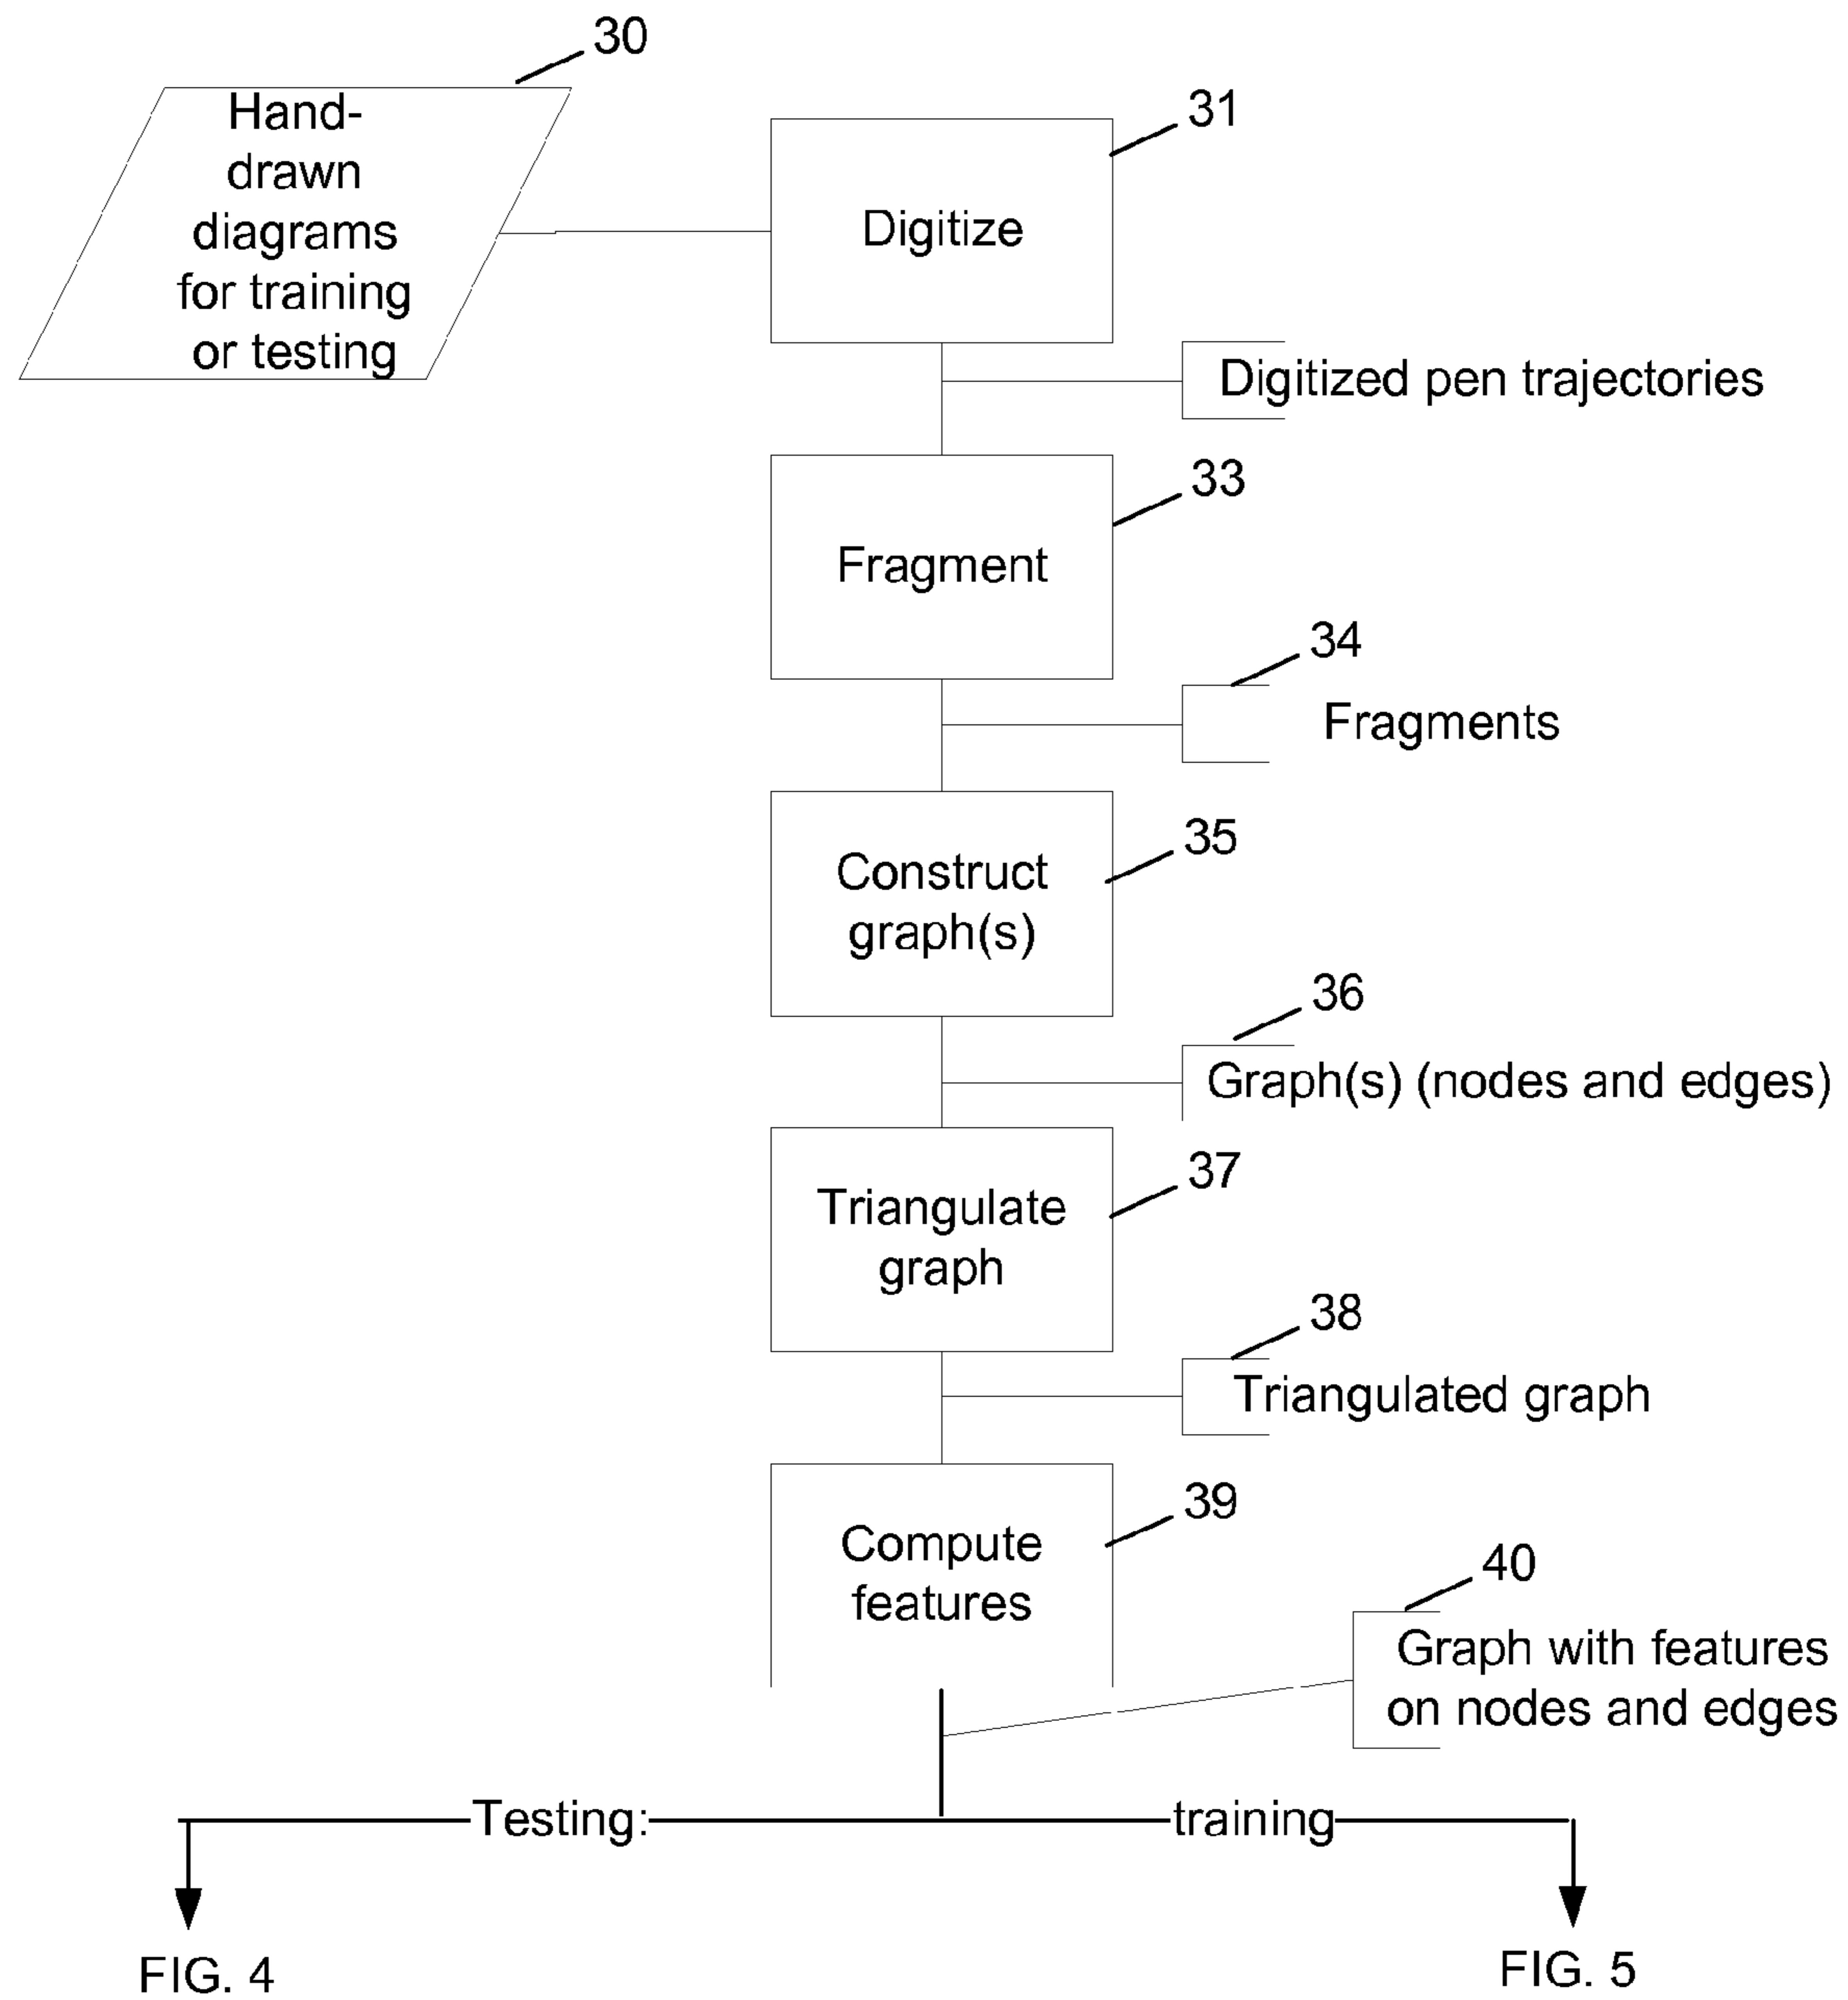 30
Hand-
drawn
diagrams
for training
or testing
31
Digitize
Digitized pen trajectories
33
Fragment
34
Fragments
35
Construct
graph(s)
36
Graph(s) (nodes and edges)
37
Triangulate
graph
38
Triangulated graph
39
Compute
features
40
Graph with features
on nodes and edges
Testing:
training
FIG. 4
FIG. 5